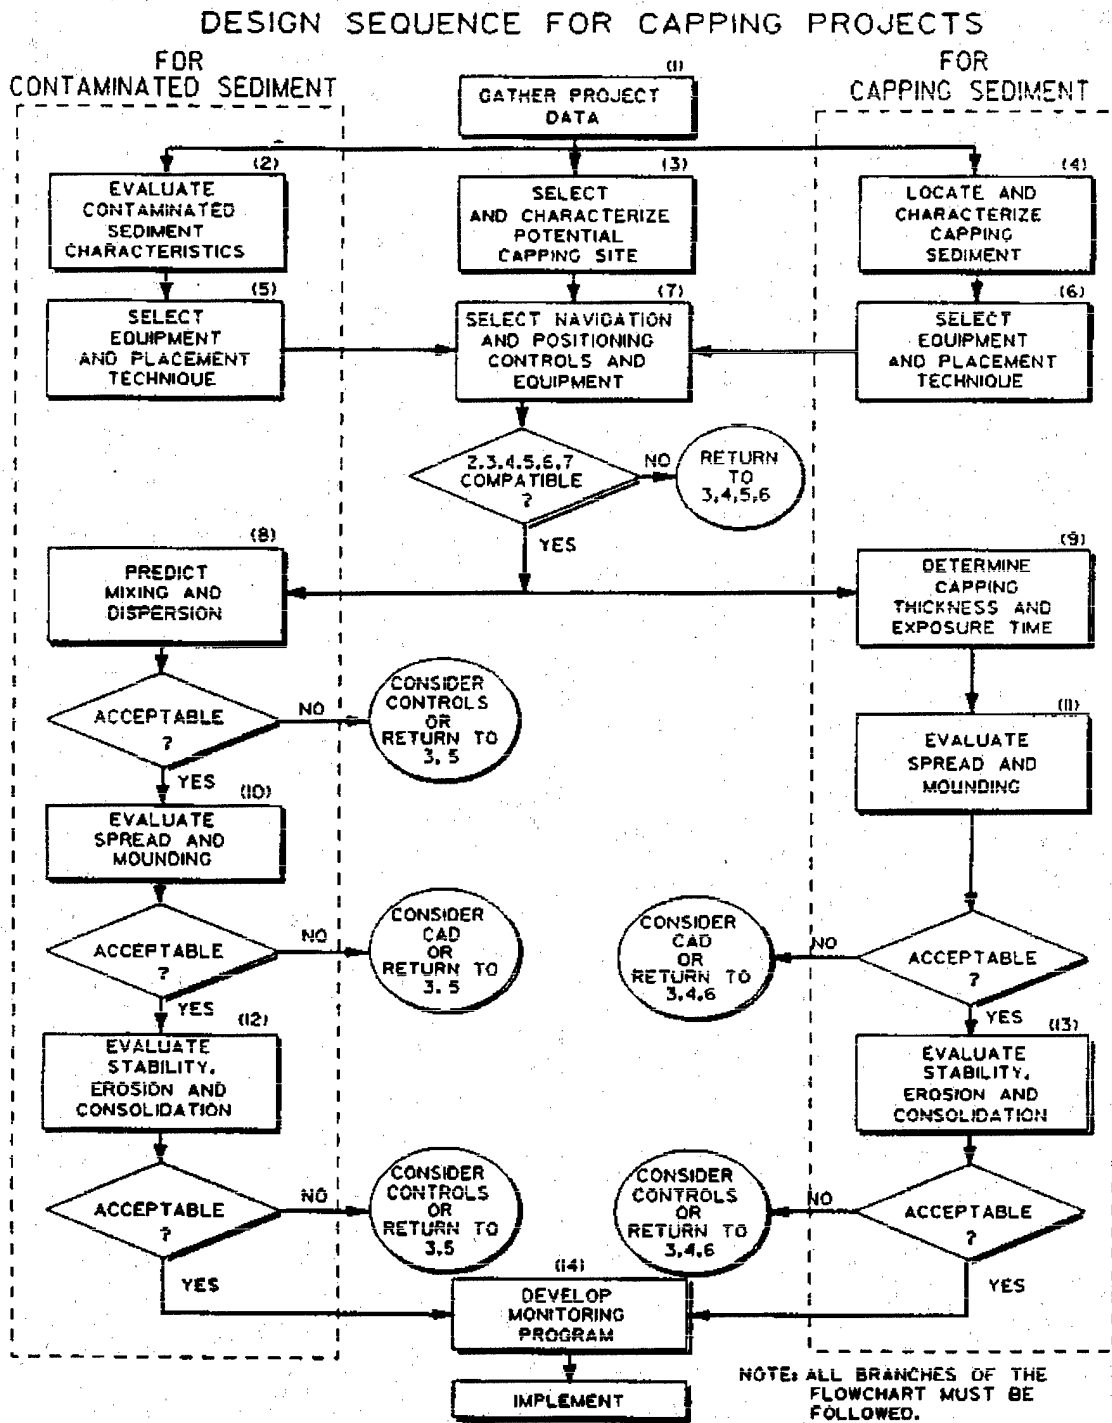 DESIGN SEQUENCE FOR CAPPING PROJECTS
FOR
CONTAMINATED SEDIMENT
FOR
CAPPING SEDIMENT
(1)
GATHER PROJECT
DATA
(2)
EVALUATE
CONTAMINATED
SEDIMENT
CHARACTERISTICS
(3)
SELECT
AND CHARACTERIZE
POTENTIAL
CAPPING SITE
(4)
LOCATE AND
CHARACTERIZE
CAPPING
SEDIMENT
(5)
SELECT
EQUIPMENT
AND PLACEMENT
TECHNIQUE
(7)
SELECT NAVIGATION
AND POSITIONING
CONTROLS AND
EQUIPMENT
(6)
SELECT
EQUIPMENT
AND PLACEMENT
TECHNIQUE
2,3,4,5,6,7
COMPATIBLE
?
NO
RETURN
TO
3,4,5,6
YES
(8)
PREDICT
MIXING AND
DISPERSION
(9)
DETERMINE
CAPPING
THICKNESS AND
EXPOSURE TIME
ACCEPTABLE
?
NO
CONSIDER
CONTROLS
OR
RETURN TO
3, 5
YES
(11)
EVALUATE
SPREAD AND
MOUNDING
(10)
EVALUATE
SPREAD AND
MOUNDING
ACCEPTABLE
?
NO
CONSIDER
CAD
OR
RETURN TO
3, 5
YES
CONSIDER
CAD
OR
RETURN TO
3,4,6
NO
ACCEPTABLE
?
YES
(12)
EVALUATE
STABILITY,
EROSION AND
CONSOLIDATION
(13)
EVALUATE
STABILITY,
EROSION AND
CONSOLIDATION
ACCEPTABLE
?
NO
CONSIDER
CONTROLS
OR
RETURN TO
3,5
YES
CONSIDER
CONTROLS
OR
RETURN TO
3,4,6
NO
ACCEPTABLE
?
YES
(14)
DEVELOP
MONITORING
PROGRAM
IMPLEMENT
NOTE: ALL BRANCHES OF THE
FLOWCHART MUST BE
FOLLOWED.